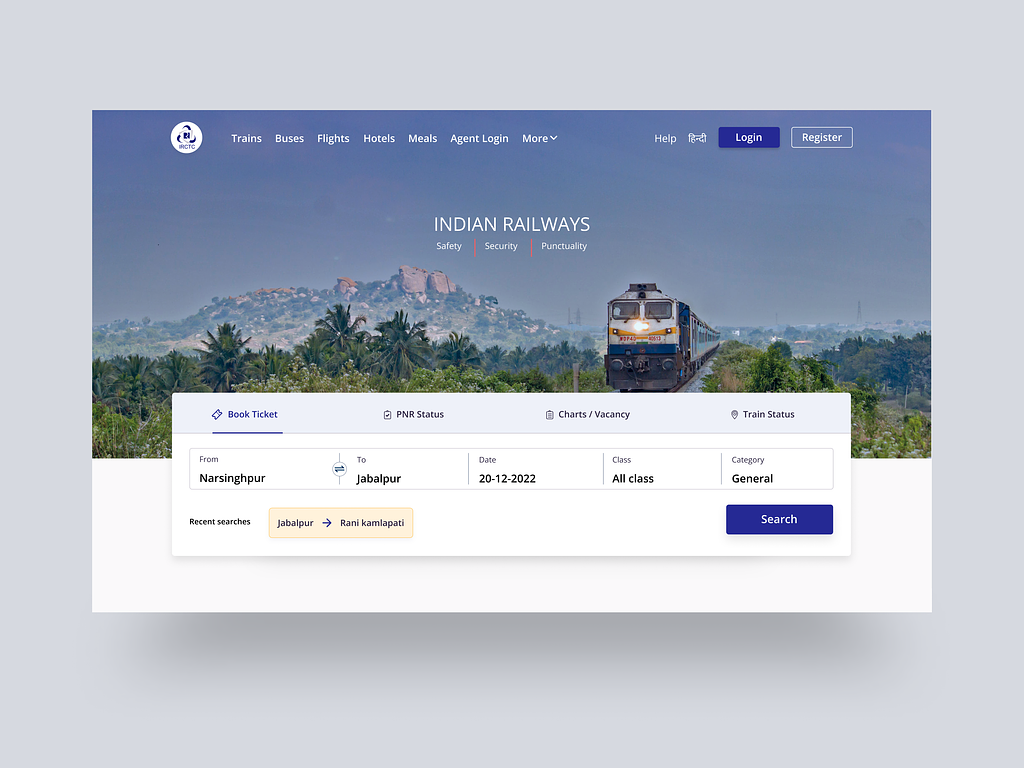 IRCTC
Trains Buses Flights Hotels Meals Agent Login More Help हिन्दी Login Register
INDIAN RAILWAYS
Safety Security Punctuality
Book Ticket PNR Status Charts / Vacancy Train Status
From To Date Class Category
Narsinghpur Jabalpur 20-12-2022 All class General
Recent searches Jabalpur Rani kamlapati Search